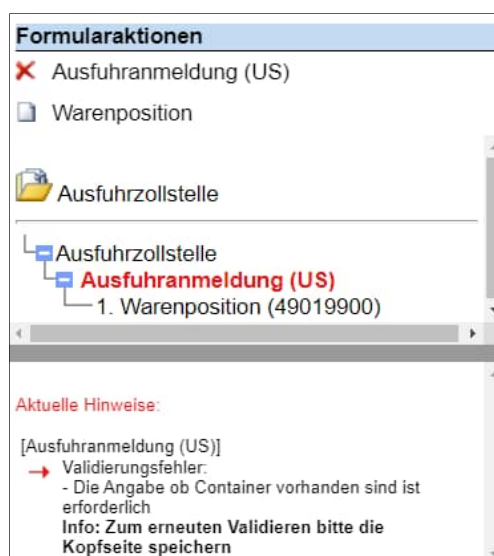 Formularaktionen
Ausfuhranmeldung (US)
Warenposition
Ausfuhrzollstelle
Ausfuhrzollstelle
Ausfuhranmeldung (US)
1. Warenposition (49019900)
Aktuelle Hinweise:
[Ausfuhranmeldung (US)]
Validierungsfehler:
- Die Angabe ob Container vorhanden sind ist
erforderlich
Info: Zum erneuten Validieren bitte die
Kopfseite speichern